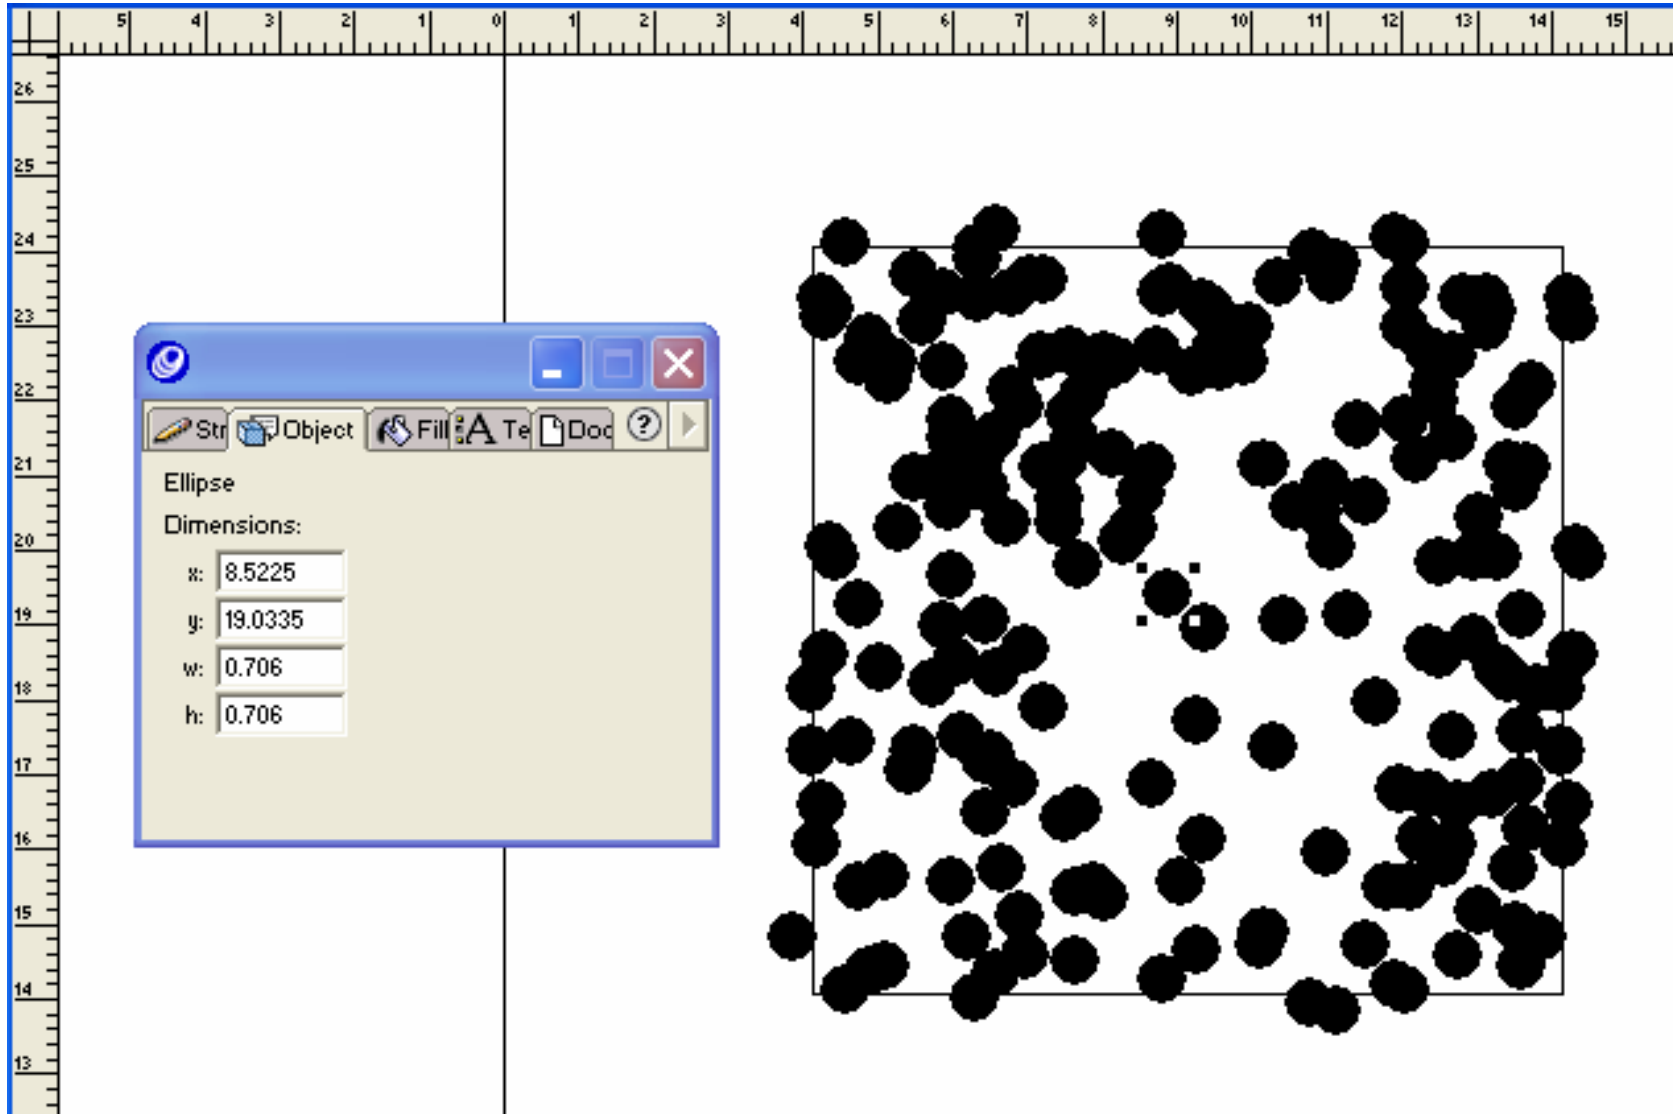 5 4 3 2 1 0 1 2 3 4 5 6 7 8 9 10 11 12 13 14 15
26
25
24
23
22
21
20
19
18
17
16
15
14
13
Str Object Fill A Te Doc ?
Ellipse
Dimensions:
x: 8.5225
y: 19.0335
w: 0.706
h: 0.706